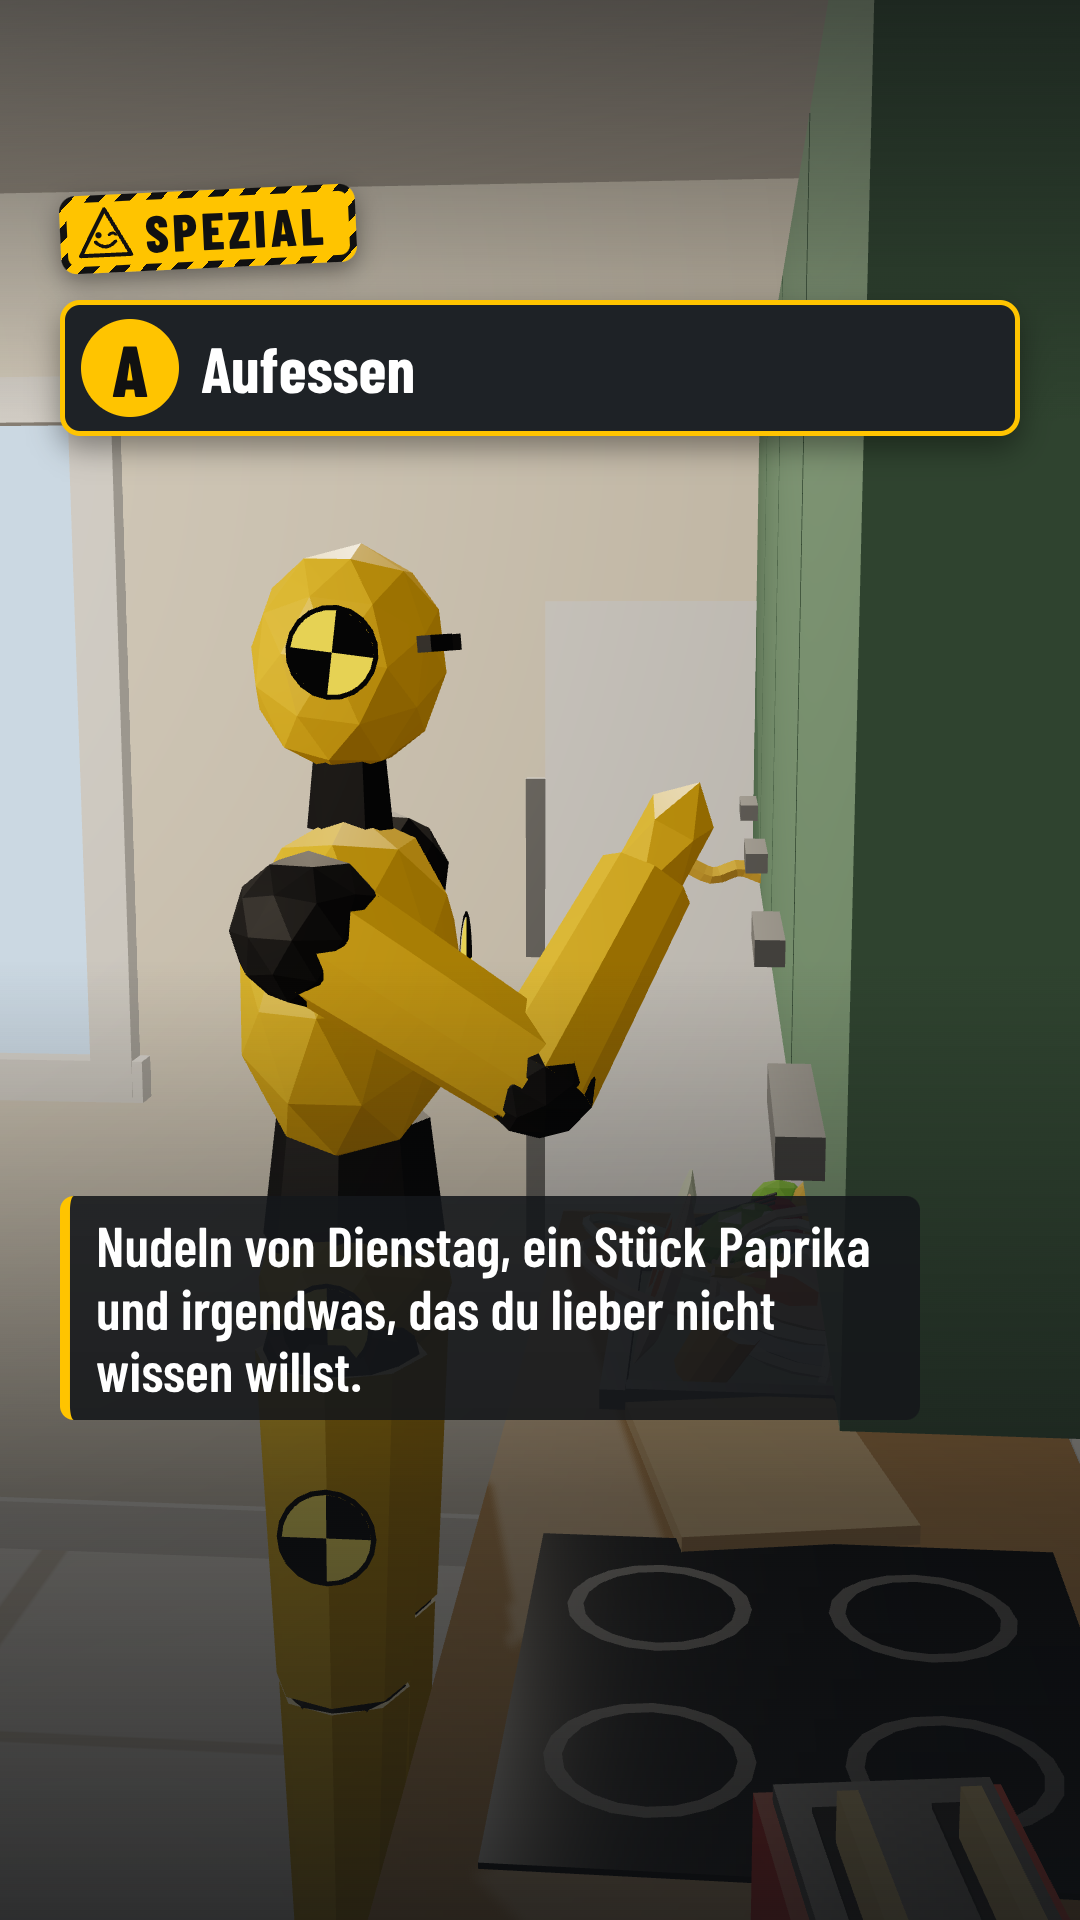 SPEZIAL
A Aufessen
Nudeln von Dienstag, ein Stück Paprika
und irgendwas, das du lieber nicht
wissen willst.